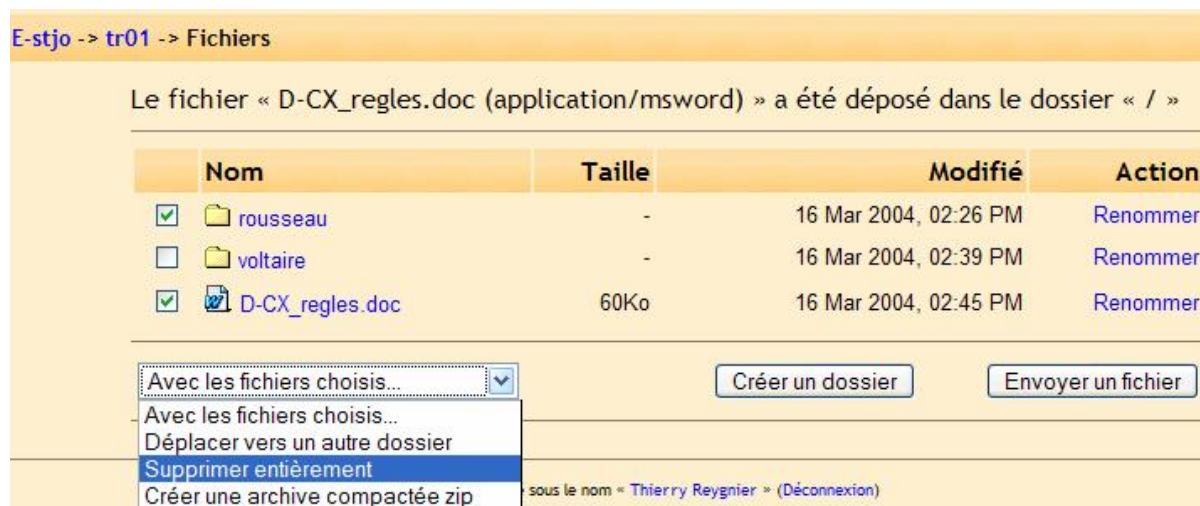 E-stjo -> tr01 -> Fichiers
Le fichier « D-CX_regles.doc (application/msword) » a été déposé dans le dossier « / »
Nom Taille Modifié Action
rousseau - 16 Mar 2004, 02:26 PM Renommer
voltaire - 16 Mar 2004, 02:39 PM Renommer
D-CX_regles.doc 60Ko 16 Mar 2004, 02:45 PM Renommer
Avec les fichiers choisis... Créer un dossier Envoyer un fichier
Avec les fichiers choisis...
Déplacer vers un autre dossier
Supprimer entièrement
Créer une archive compactée zip
sous le nom « Thierry Reygnier » (Déconnexion)